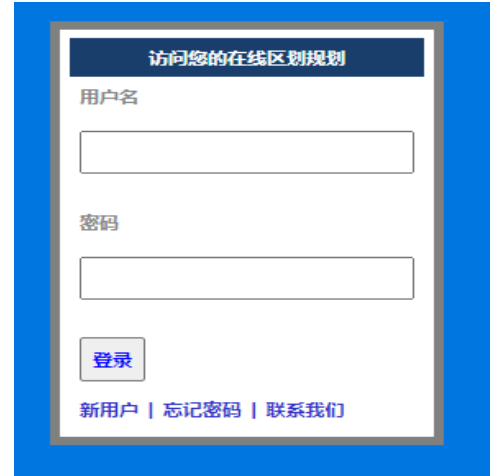 访问您的在线区划规划
用户名
密码
登录
新用户 | 忘记密码 | 联系我们